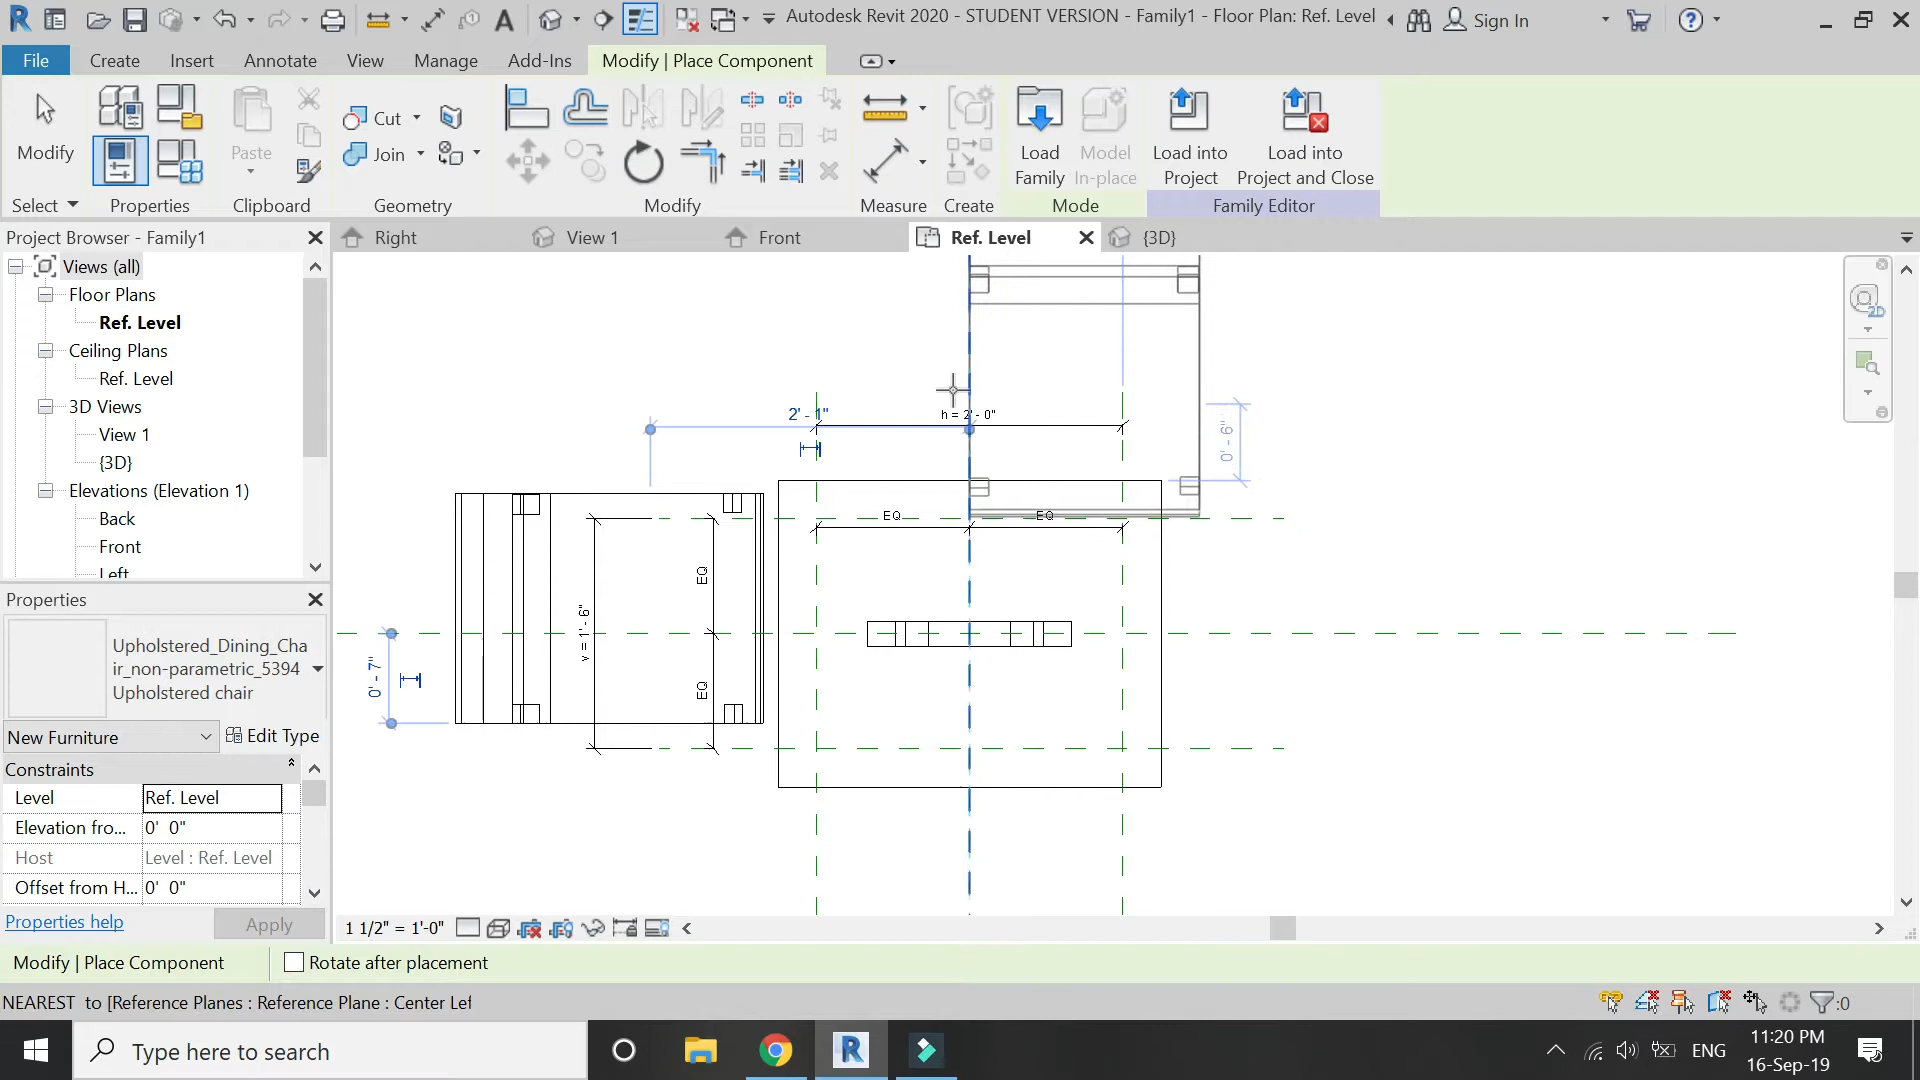 Autodesk Revit 2020 - STUDENT VERSION - Family1 - Floor Plan: Ref. Level
Sign In
File Create Insert Annotate View Manage Add-Ins Modify | Place Component
Modify
Cut
Join
Paste
Load Family
Model In-place
Load into Project
Load into Project and Close
Select Properties Clipboard Geometry Modify Measure Create Mode Family Editor
Project Browser - Family1
Right
View 1
Front
Ref. Level
{3D}
Views (all)
Floor Plans
Ref. Level
Ceiling Plans
Ref. Level
3D Views
View 1
{3D}
Elevations (Elevation 1)
Back
Front
Left
2' - 1"
h = 2' - 0"
0' - 6"
EQ
EQ
EQ
EQ
v = 1' - 6"
0' - 7"
2D
Properties
Upholstered_Dining_Cha
ir_non-parametric_5394
Upholstered chair
New Furniture
Edit Type
Constraints
Level Ref. Level
Elevation fro... 0' 0"
Host Level : Ref. Level
Offset from H... 0' 0"
Properties help
Apply
1 1/2" = 1'-0"
Modify | Place Component
Rotate after placement
NEAREST to [Reference Planes : Reference Plane : Center Lef
:0
Type here to search
ENG
11:20 PM
16-Sep-19